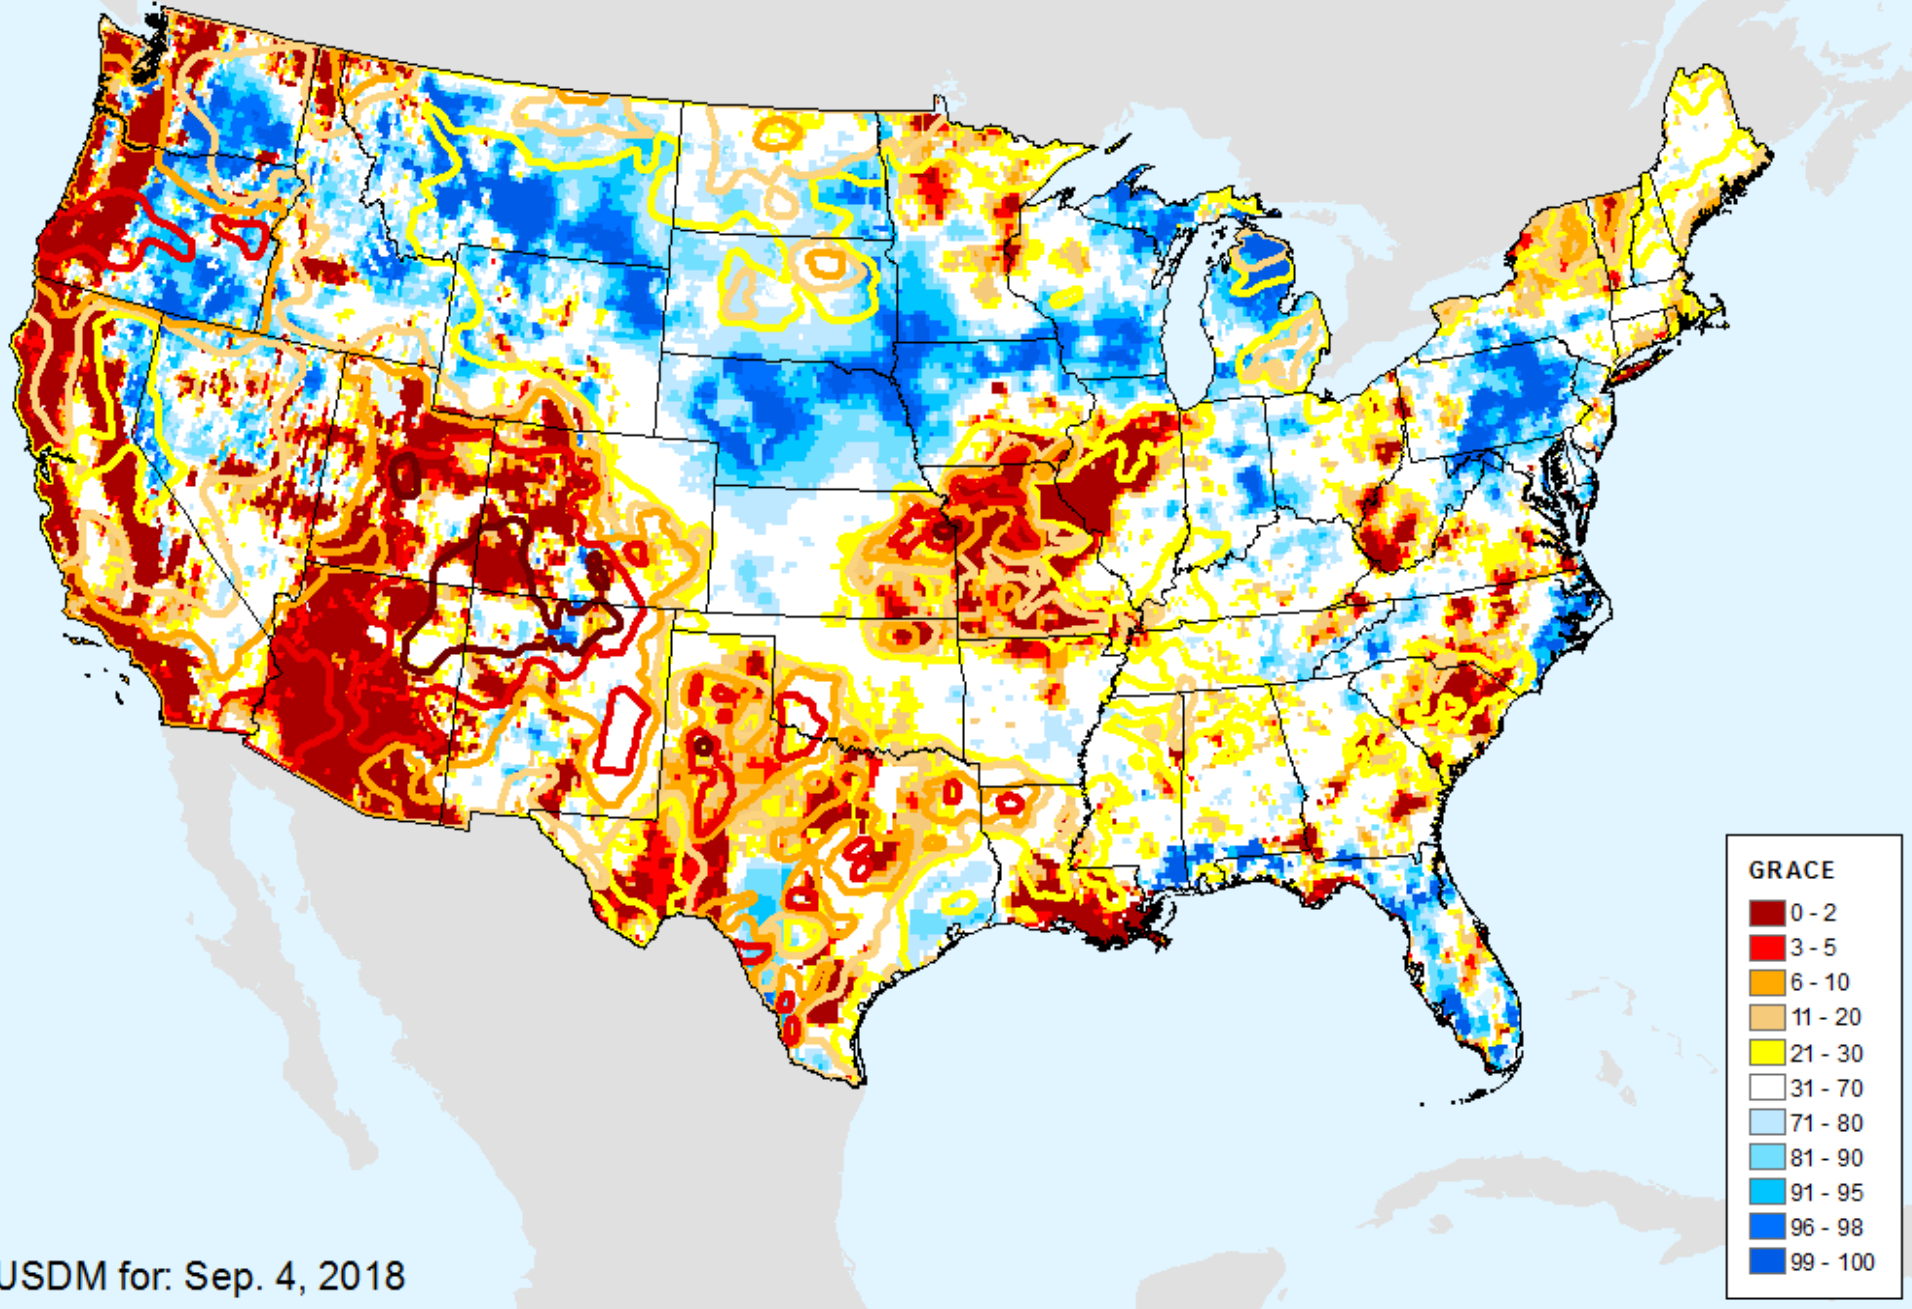 GRACE
0 - 2
3 - 5
6 - 10
11 - 20
21 - 30
31 - 70
71 - 80
81 - 90
91 - 95
96 - 98
99 - 100
USDM for: Sep. 4, 2018